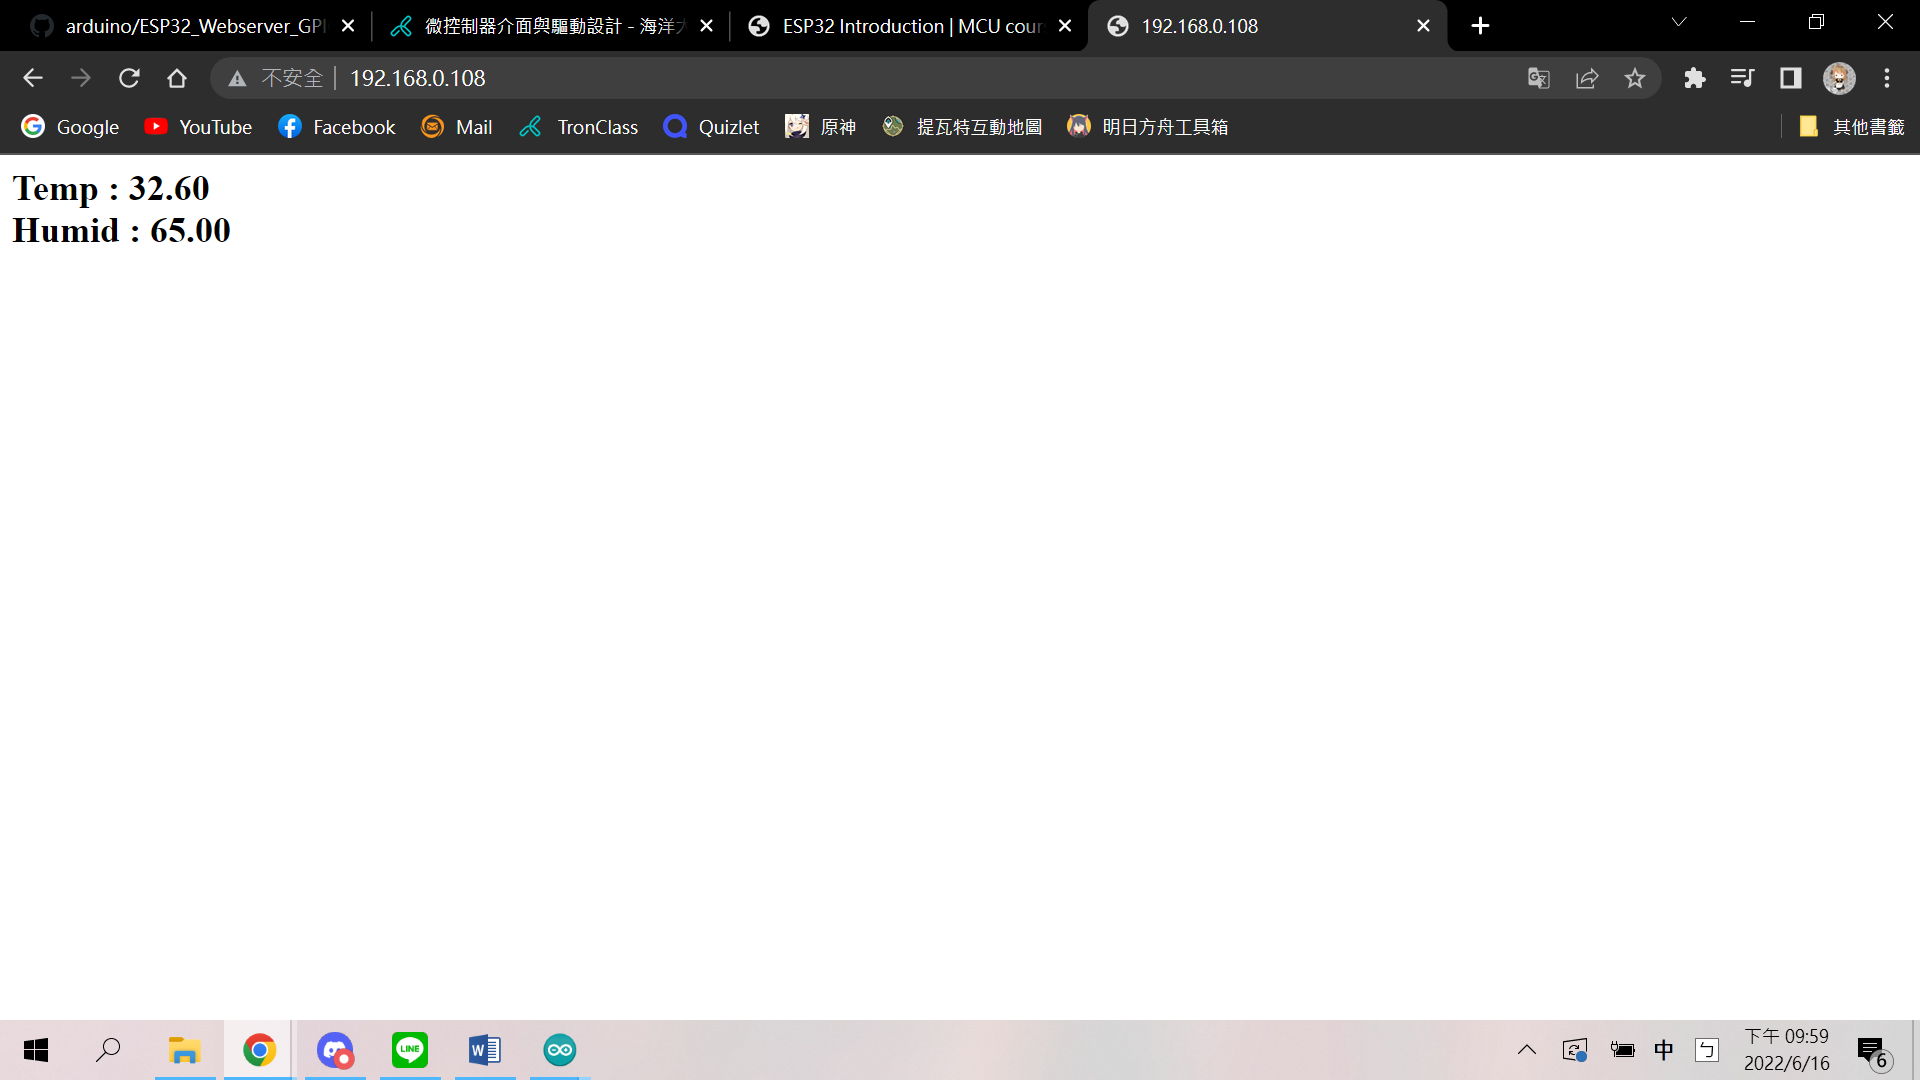 arduino/ESP32_Webserver_GPI
微控制器介面與驅動設計 - 海洋大
ESP32 Introduction | MCU cour
192.168.0.108
不安全 | 192.168.0.108
Google
YouTube
Facebook
Mail
TronClass
Quizlet
原神
提瓦特互動地圖
明日方舟工具箱
其他書籤
Temp : 32.60
Humid : 65.00
LINE
W
中
ㄅ
下午 09:59
2022/6/16
6